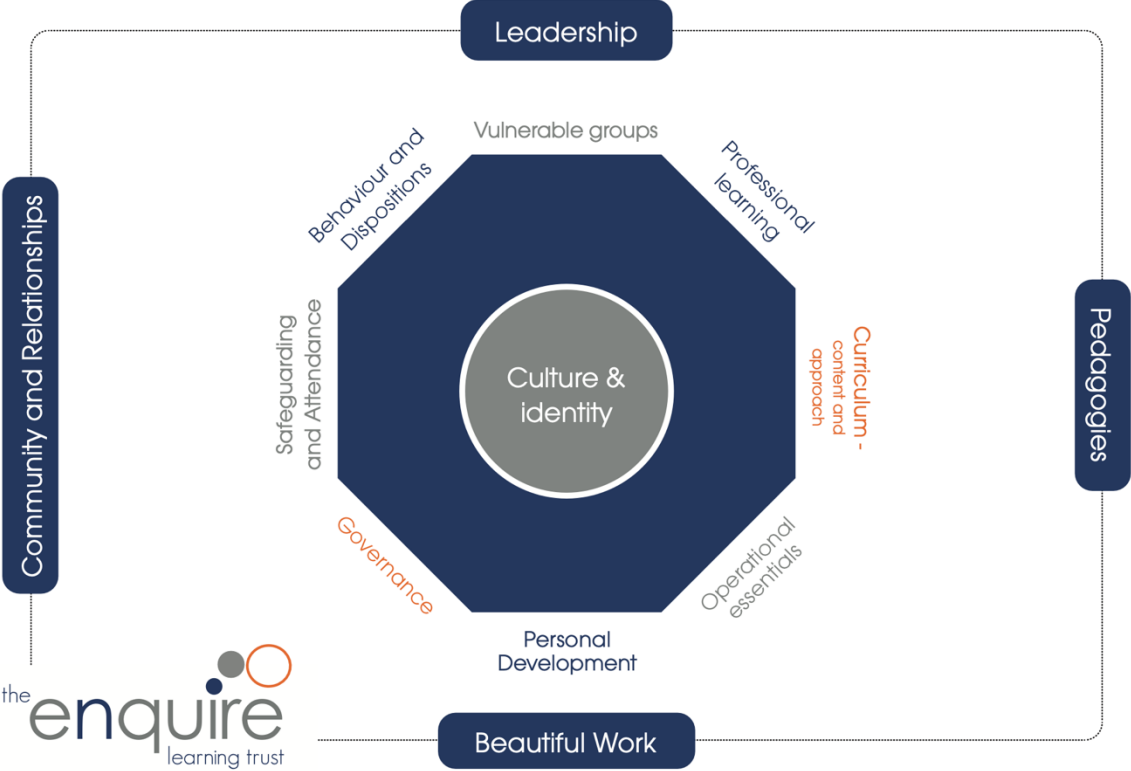 Leadership
Vulnerable groups
Behaviour and
Dispositions
Professional
learning
Community and Relationships
Safeguarding
and Attendance
Culture &
identity
Curriculum -
content and
approach
Pedagogies
Governance
Operational
essentials
Personal
Development
Beautiful Work
the
enquire
learning trust